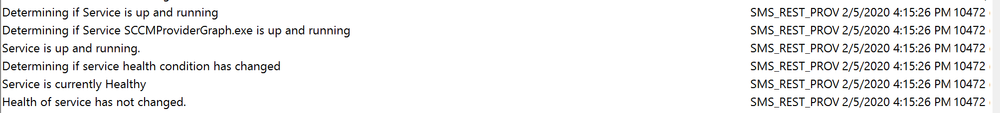 Determining if Service is up and running SMS_REST_PROV 2/5/2020 4:15:26 PM 10472
Determining if Service SCCMProviderGraph.exe is up and running SMS_REST_PROV 2/5/2020 4:15:26 PM 10472
Service is up and running. SMS_REST_PROV 2/5/2020 4:15:26 PM 10472
Determining if service health condition has changed SMS_REST_PROV 2/5/2020 4:15:26 PM 10472
Service is currently Healthy SMS_REST_PROV 2/5/2020 4:15:26 PM 10472
Health of service has not changed. SMS_REST_PROV 2/5/2020 4:15:26 PM 10472